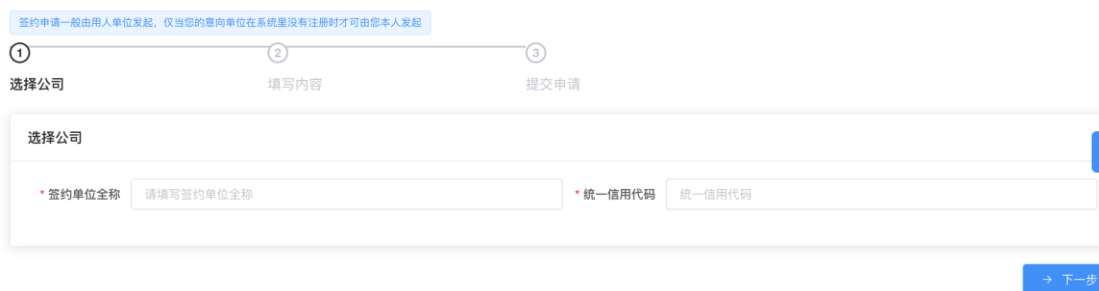 签约申请一般由用人单位发起，仅当您的意向单位在系统里没有注册时才可由您本人发起
1 2 3
选择公司 填写内容 提交申请
选择公司
* 签约单位全称 请填写签约单位全称 * 统一信用代码 统一信用代码
→ 下一步